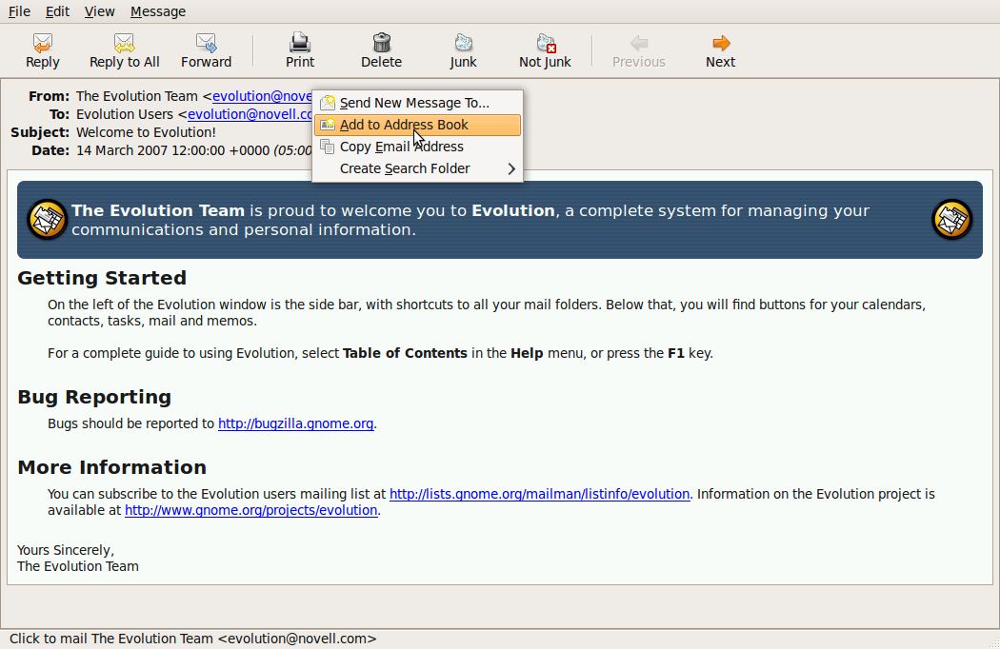 File Edit View Message
Reply Reply to All Forward Print Delete Junk Not Junk Previous Next
From: The Evolution Team <evolution@nove
To: Evolution Users <evolution@novell.co
Subject: Welcome to Evolution!
Date: 14 March 2007 12:00:00 +0000 (05:00
Send New Message To...
Add to Address Book
Copy Email Address
Create Search Folder
The Evolution Team is proud to welcome you to Evolution, a complete system for managing your
communications and personal information.
Getting Started
On the left of the Evolution window is the side bar, with shortcuts to all your mail folders. Below that, you will find buttons for your calendars,
contacts, tasks, mail and memos.
For a complete guide to using Evolution, select Table of Contents in the Help menu, or press the F1 key.
Bug Reporting
Bugs should be reported to http://bugzilla.gnome.org.
More Information
You can subscribe to the Evolution users mailing list at http://lists.gnome.org/mailman/listinfo/evolution. Information on the Evolution project is
available at http://www.gnome.org/projects/evolution.
Yours Sincerely,
The Evolution Team
Click to mail The Evolution Team <evolution@novell.com>